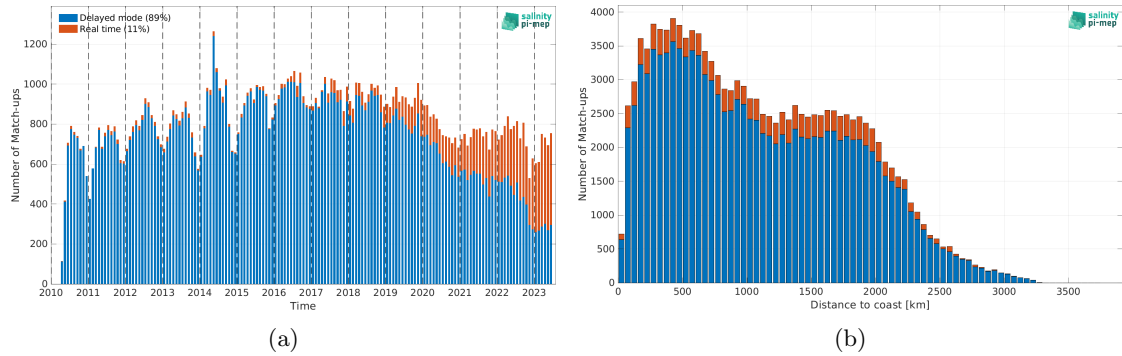 Delayed mode (89%)
Real time (11%)
salinity
pi-mep
1200
1000
800
600
400
200
0
Number of Match-ups
2010 2011 2012 2013 2014 2015 2016 2017 2018 2019 2020 2021 2022 2023
Time
(a)
salinity
pi-mep
4000
3500
3000
2500
2000
1500
1000
500
0
Number of Match-ups
0 500 1000 1500 2000 2500 3000 3500
Distance to coast [km]
(b)